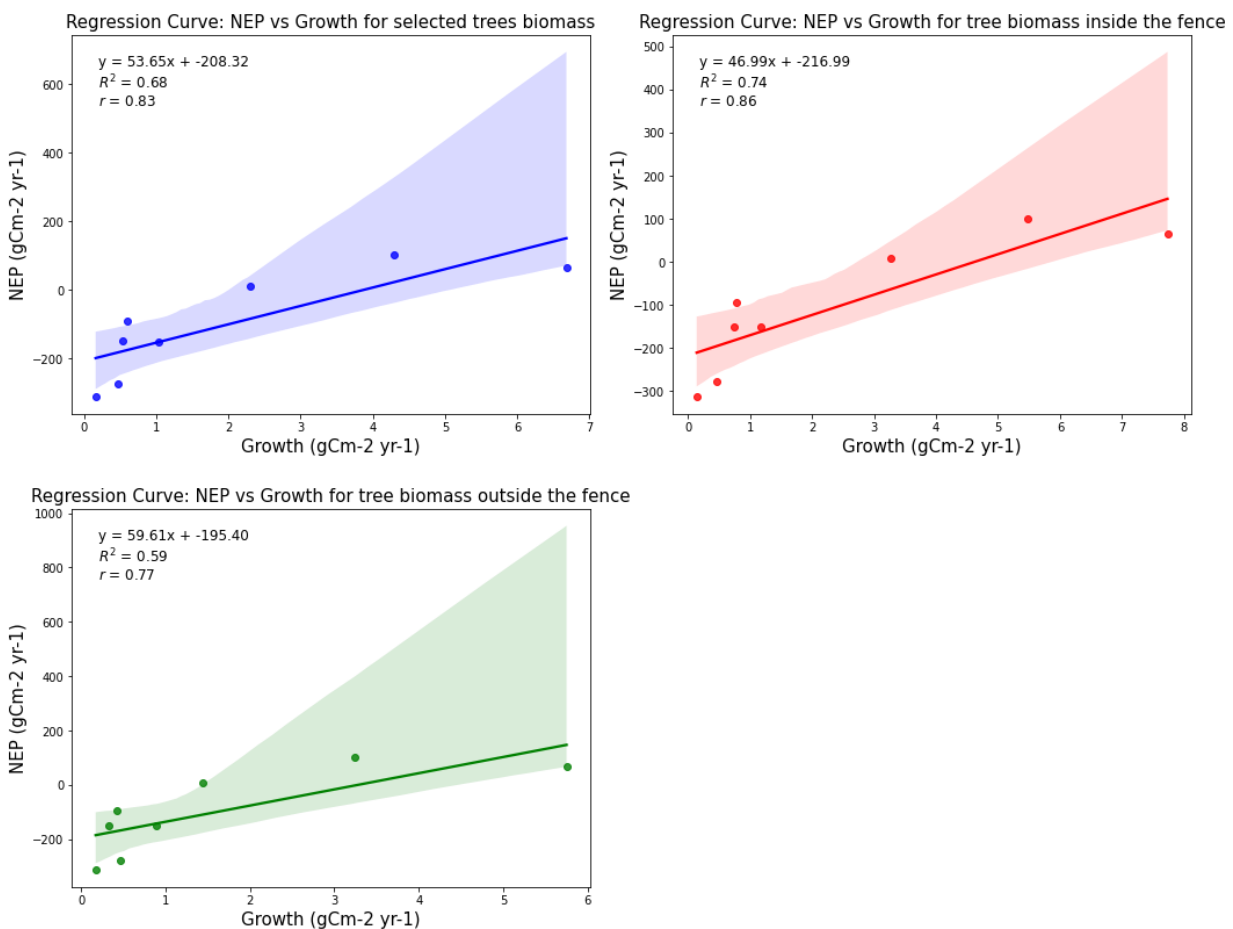 Regression Curve: NEP vs Growth for selected trees biomass
y = 53.65x + -208.32
R² = 0.68
r = 0.83
600
400
200
0
−200
NEP (gCm-2 yr-1)
0 1 2 3 4 5 6 7
Growth (gCm-2 yr-1)
Regression Curve: NEP vs Growth for tree biomass inside the fence
y = 46.99x + -216.99
R² = 0.74
r = 0.86
500
400
300
200
100
0
−100
−200
−300
NEP (gCm-2 yr-1)
0 1 2 3 4 5 6 7 8
Growth (gCm-2 yr-1)
Regression Curve: NEP vs Growth for tree biomass outside the fence
y = 59.61x + -195.40
R² = 0.59
r = 0.77
1000
800
600
400
200
0
−200
NEP (gCm-2 yr-1)
0 1 2 3 4 5 6
Growth (gCm-2 yr-1)